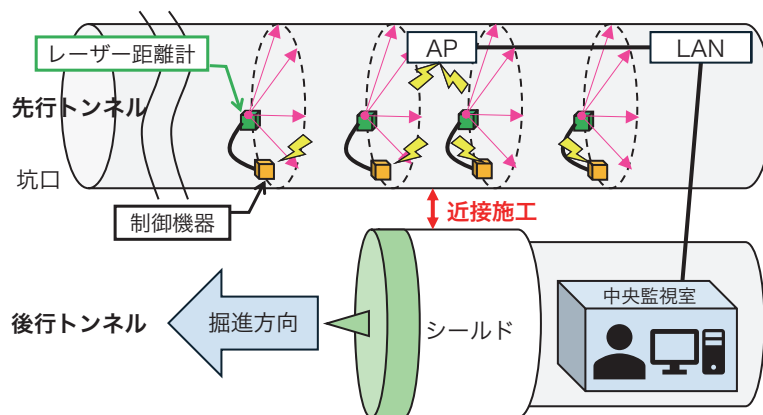 レーザー距離計
AP
LAN
先行トンネル
坑口
制御機器
近接施工
中央監視室
後行トンネル
掘進方向
シールド